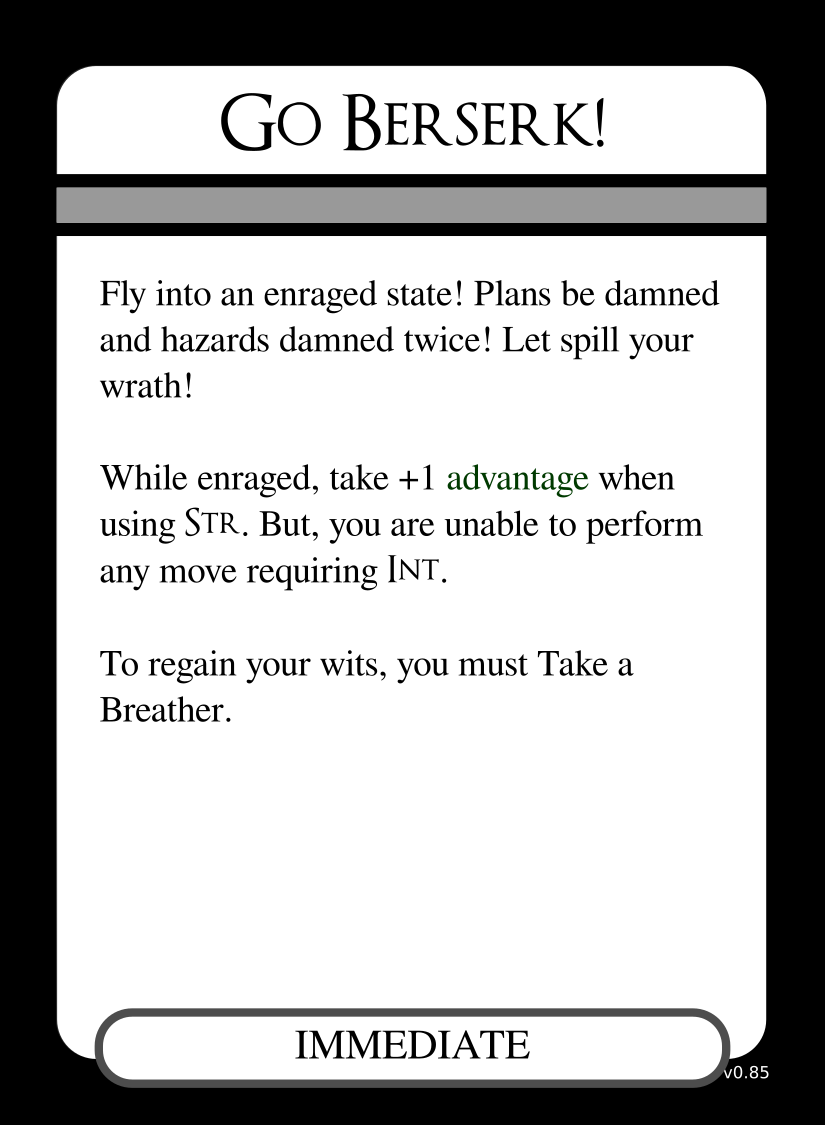 Go Berserk!
Fly into an enraged state! Plans be damned
and hazards damned twice! Let spill your
wrath!
While enraged, take +1 advantage when
using Str. But, you are unable to perform
any move requiring Int.
To regain your wits, you must Take a
Breather.
IMMEDIATE
v0.85